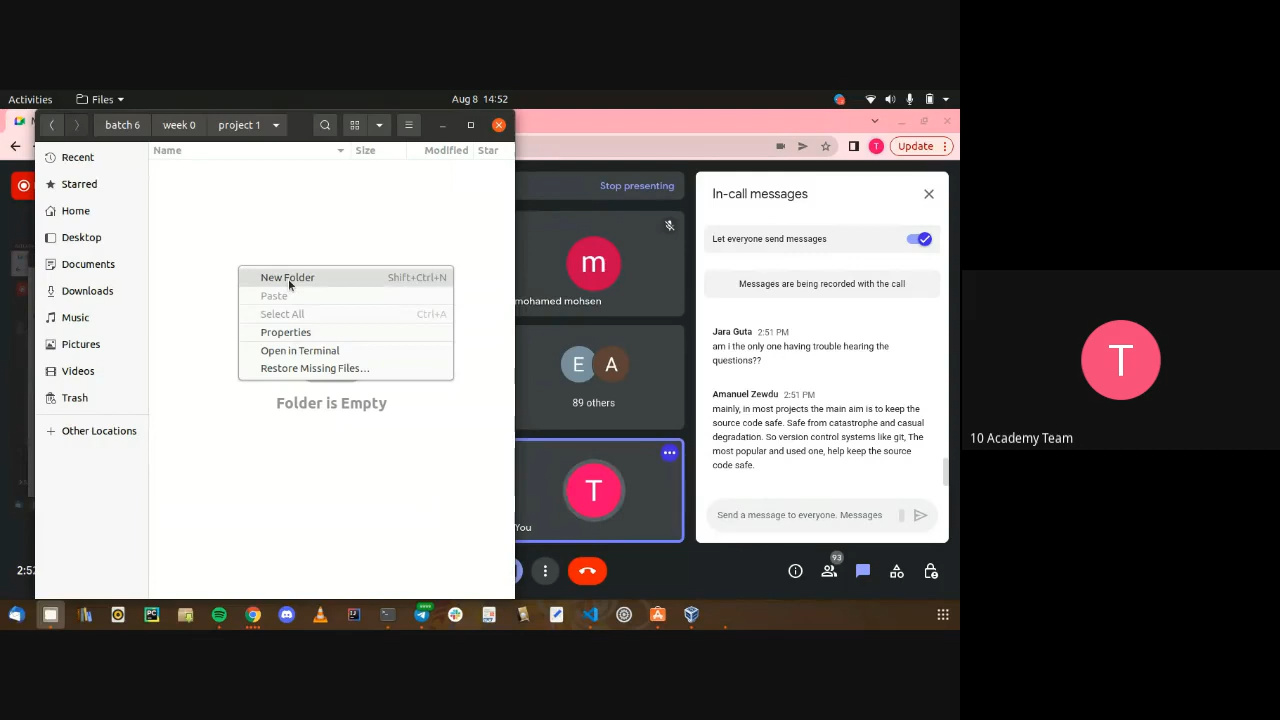 Activities
Files
Aug 8 14:52
batch 6
week 0
project 1
Update
Recent
Starred
Home
Desktop
Documents
Downloads
Music
Pictures
Videos
Trash
Other Locations
Name
Size
Modified
Star
New Folder
Shift+Ctrl+N
Paste
Select All
Ctrl+A
Properties
Open in Terminal
Restore Missing Files...
Folder is Empty
Stop presenting
m
mohamed mohsen
E
A
89 others
T
You
In-call messages
Let everyone send messages
Messages are being recorded with the call
Jara Guta 2:51 PM
am i the only one having trouble hearing the
questions??
Amanuel Zewdu 2:51 PM
mainly, in most projects the main aim is to keep the
source code safe. Safe from catastrophe and casual
degradation. So version control systems like git, The
most popular and used one, help keep the source
code safe.
Send a message to everyone. Messages
93
2:52
T
10 Academy Team